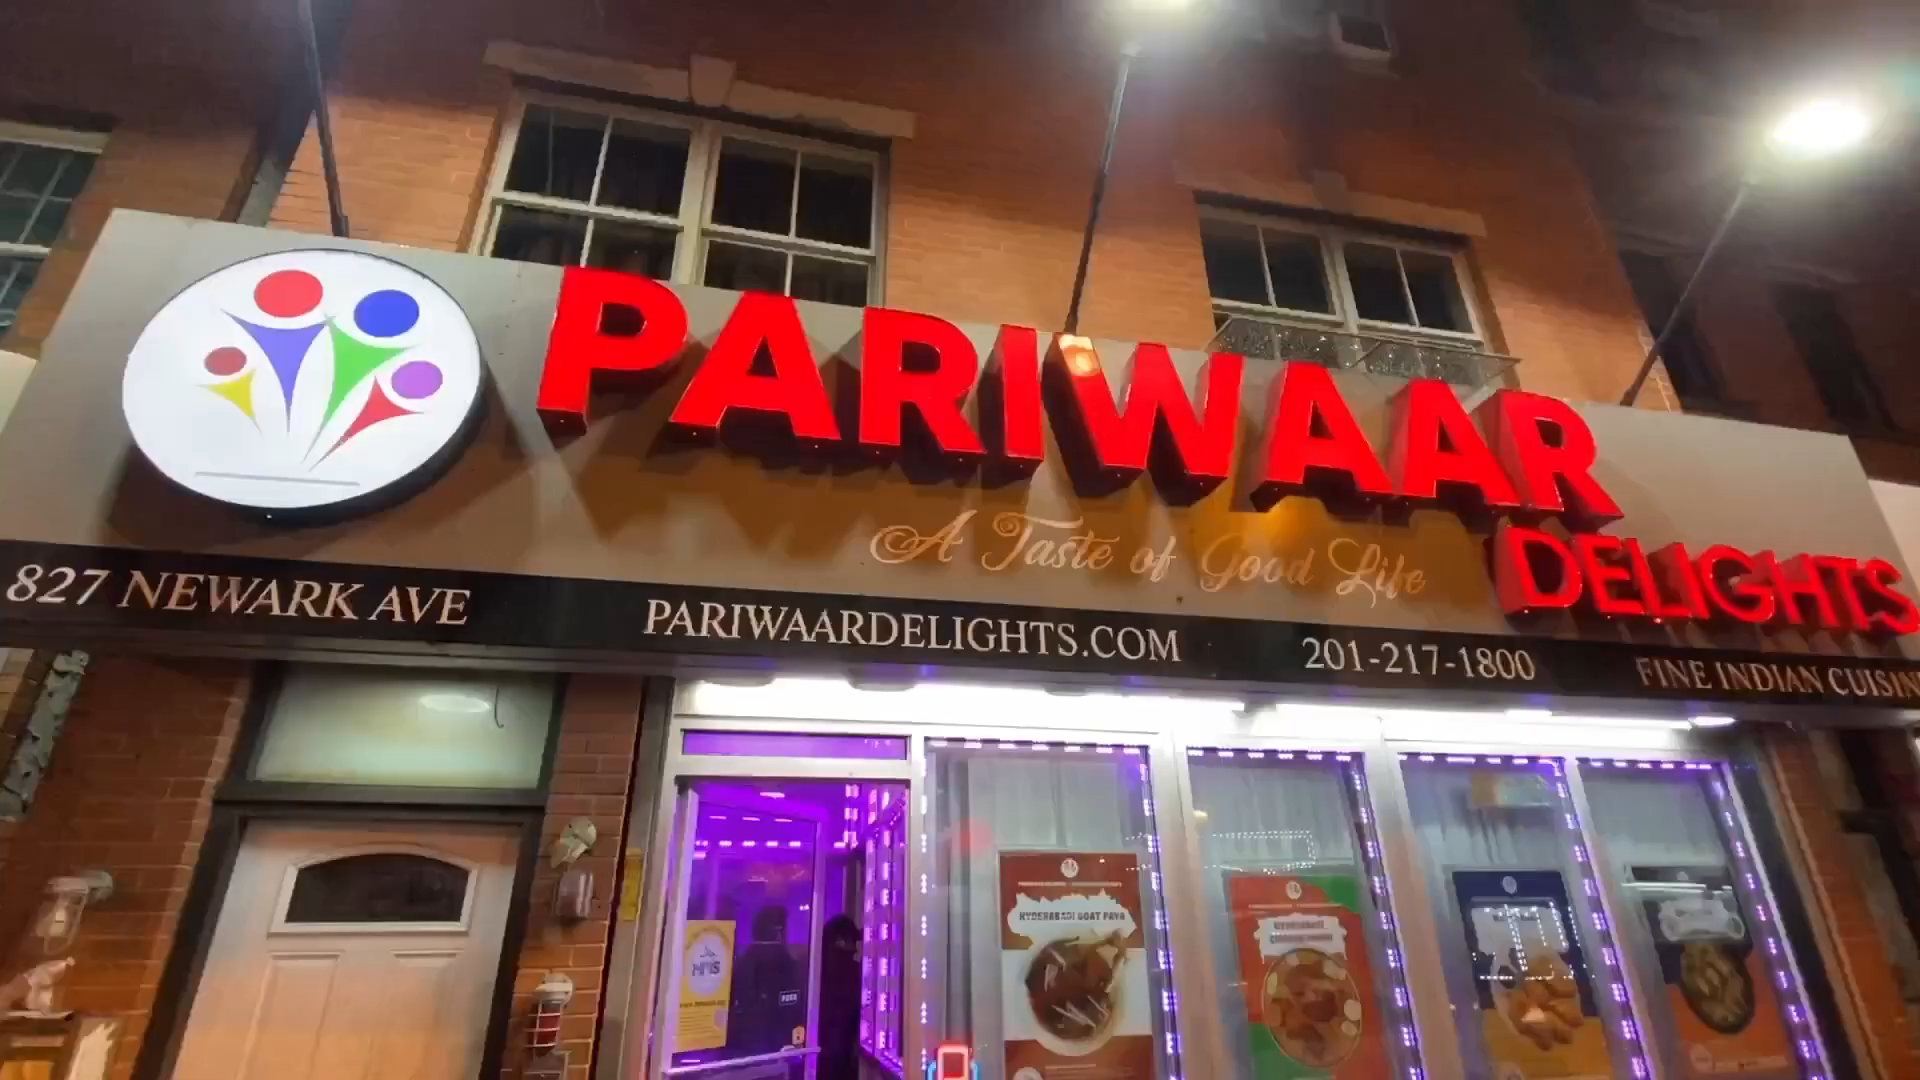 PARIWAAR
DELIGHTS
A Taste of Good Life
827 NEWARK AVE
PARIWAARDELIGHTS.COM
201-217-1800
FINE INDIAN CUISIN
HYDERABADI GOAT PAYA
HMS